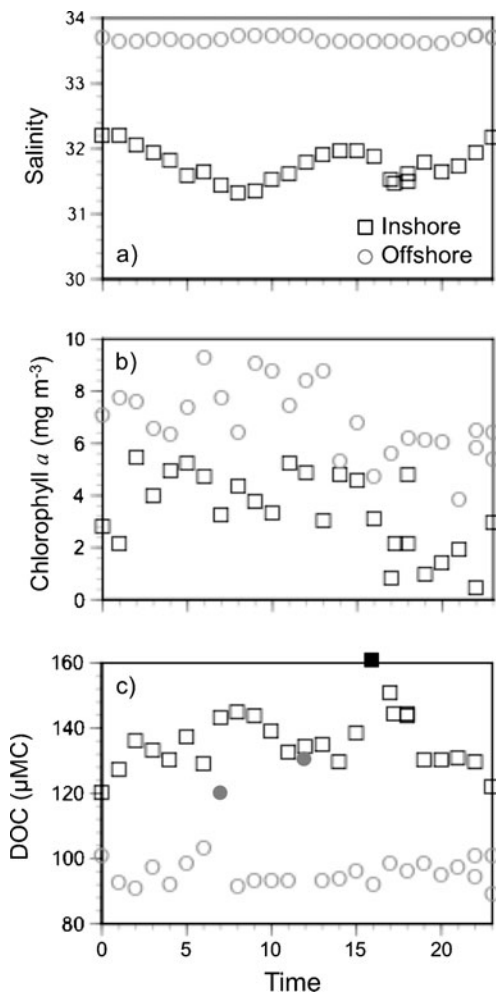 34
33
32
31
30
Salinity
a)
Inshore
Offshore
10
8
6
4
2
0
Chlorophyll a (mg m⁻³)
b)
160
140
120
100
80
DOC (µMC)
c)
0 5 10 15 20
Time